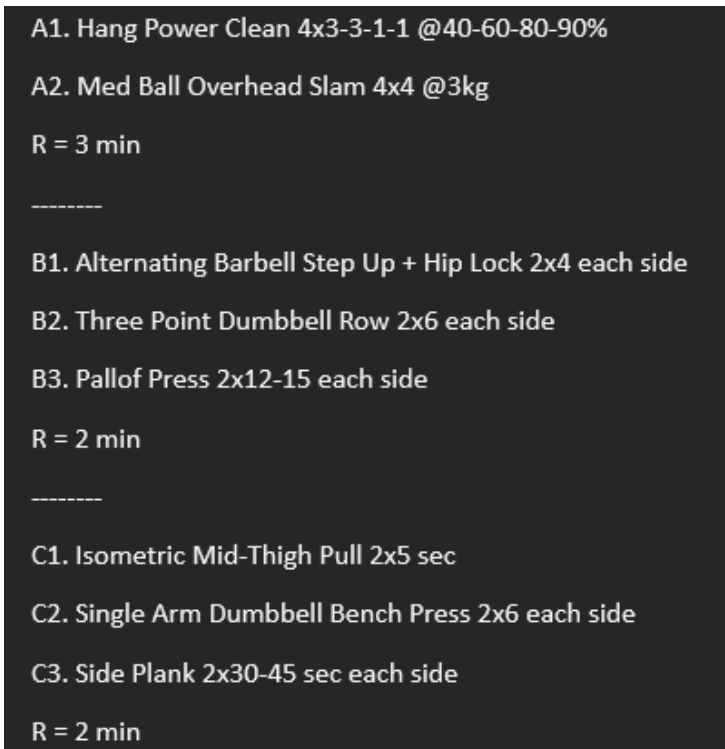 A1. Hang Power Clean 4x3-3-1-1 @40-60-80-90%
A2. Med Ball Overhead Slam 4x4 @3kg
R = 3 min
--------
B1. Alternating Barbell Step Up + Hip Lock 2x4 each side
B2. Three Point Dumbbell Row 2x6 each side
B3. Pallof Press 2x12-15 each side
R = 2 min
--------
C1. Isometric Mid-Thigh Pull 2x5 sec
C2. Single Arm Dumbbell Bench Press 2x6 each side
C3. Side Plank 2x30-45 sec each side
R = 2 min